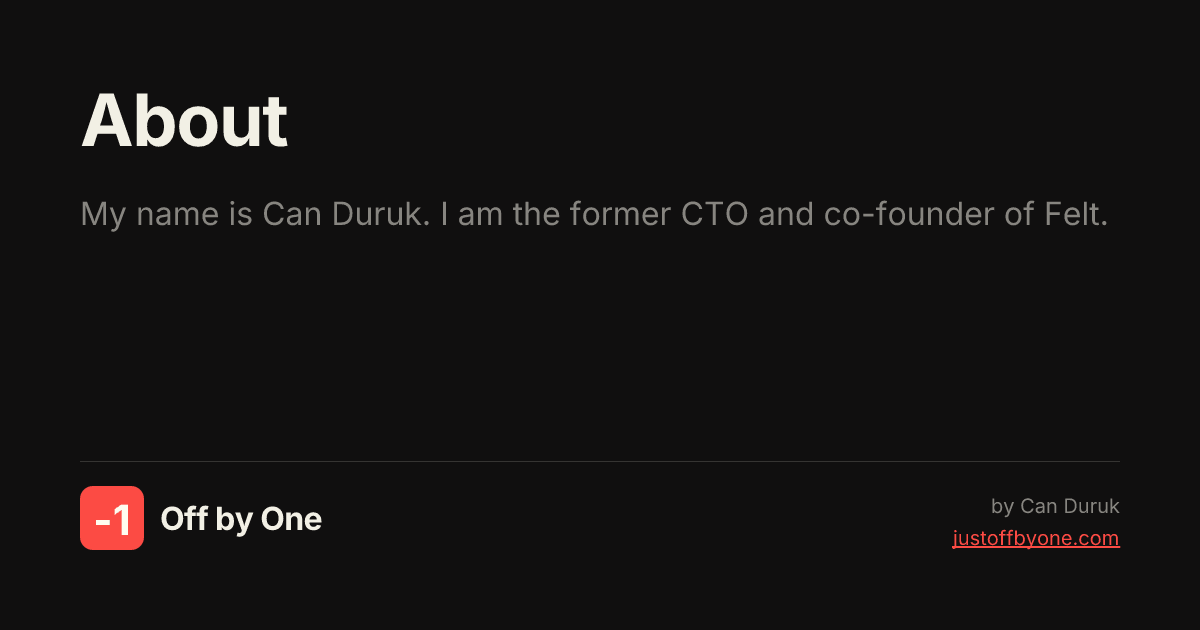 About
My name is Can Duruk. I am the former CTO and co-founder of Felt.
-1 Off by One
by Can Duruk
justoffbyone.com